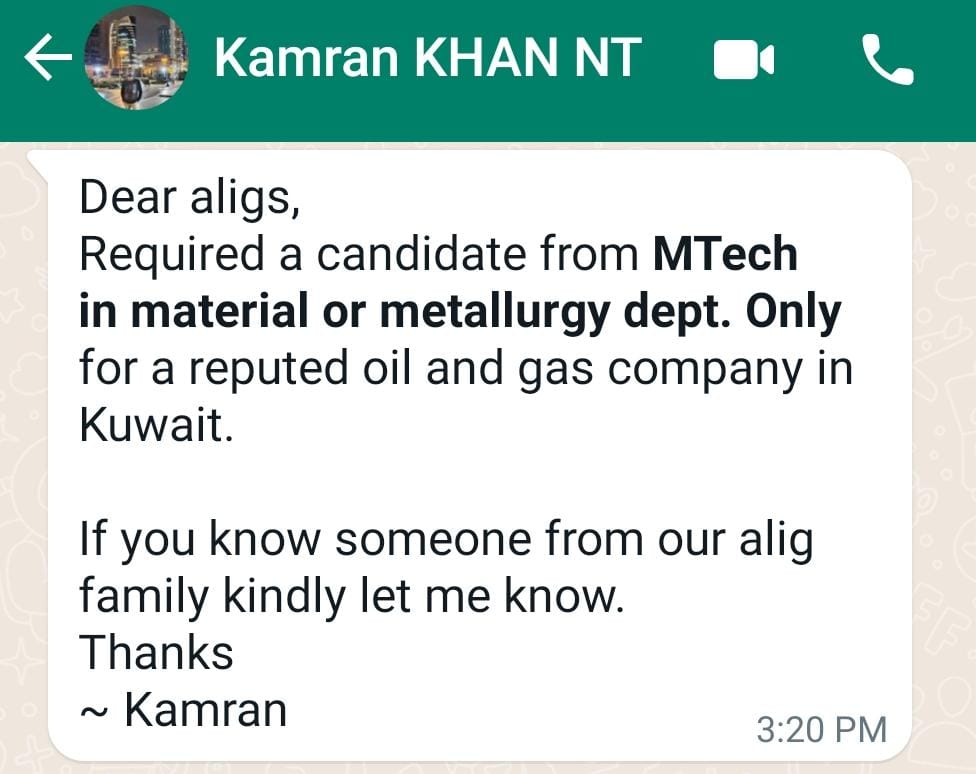 Kamran KHAN NT
Dear aligs,
Required a candidate from MTech
in material or metallurgy dept. Only
for a reputed oil and gas company in
Kuwait.
If you know someone from our alig
family kindly let me know.
Thanks
~ Kamran
3:20 PM